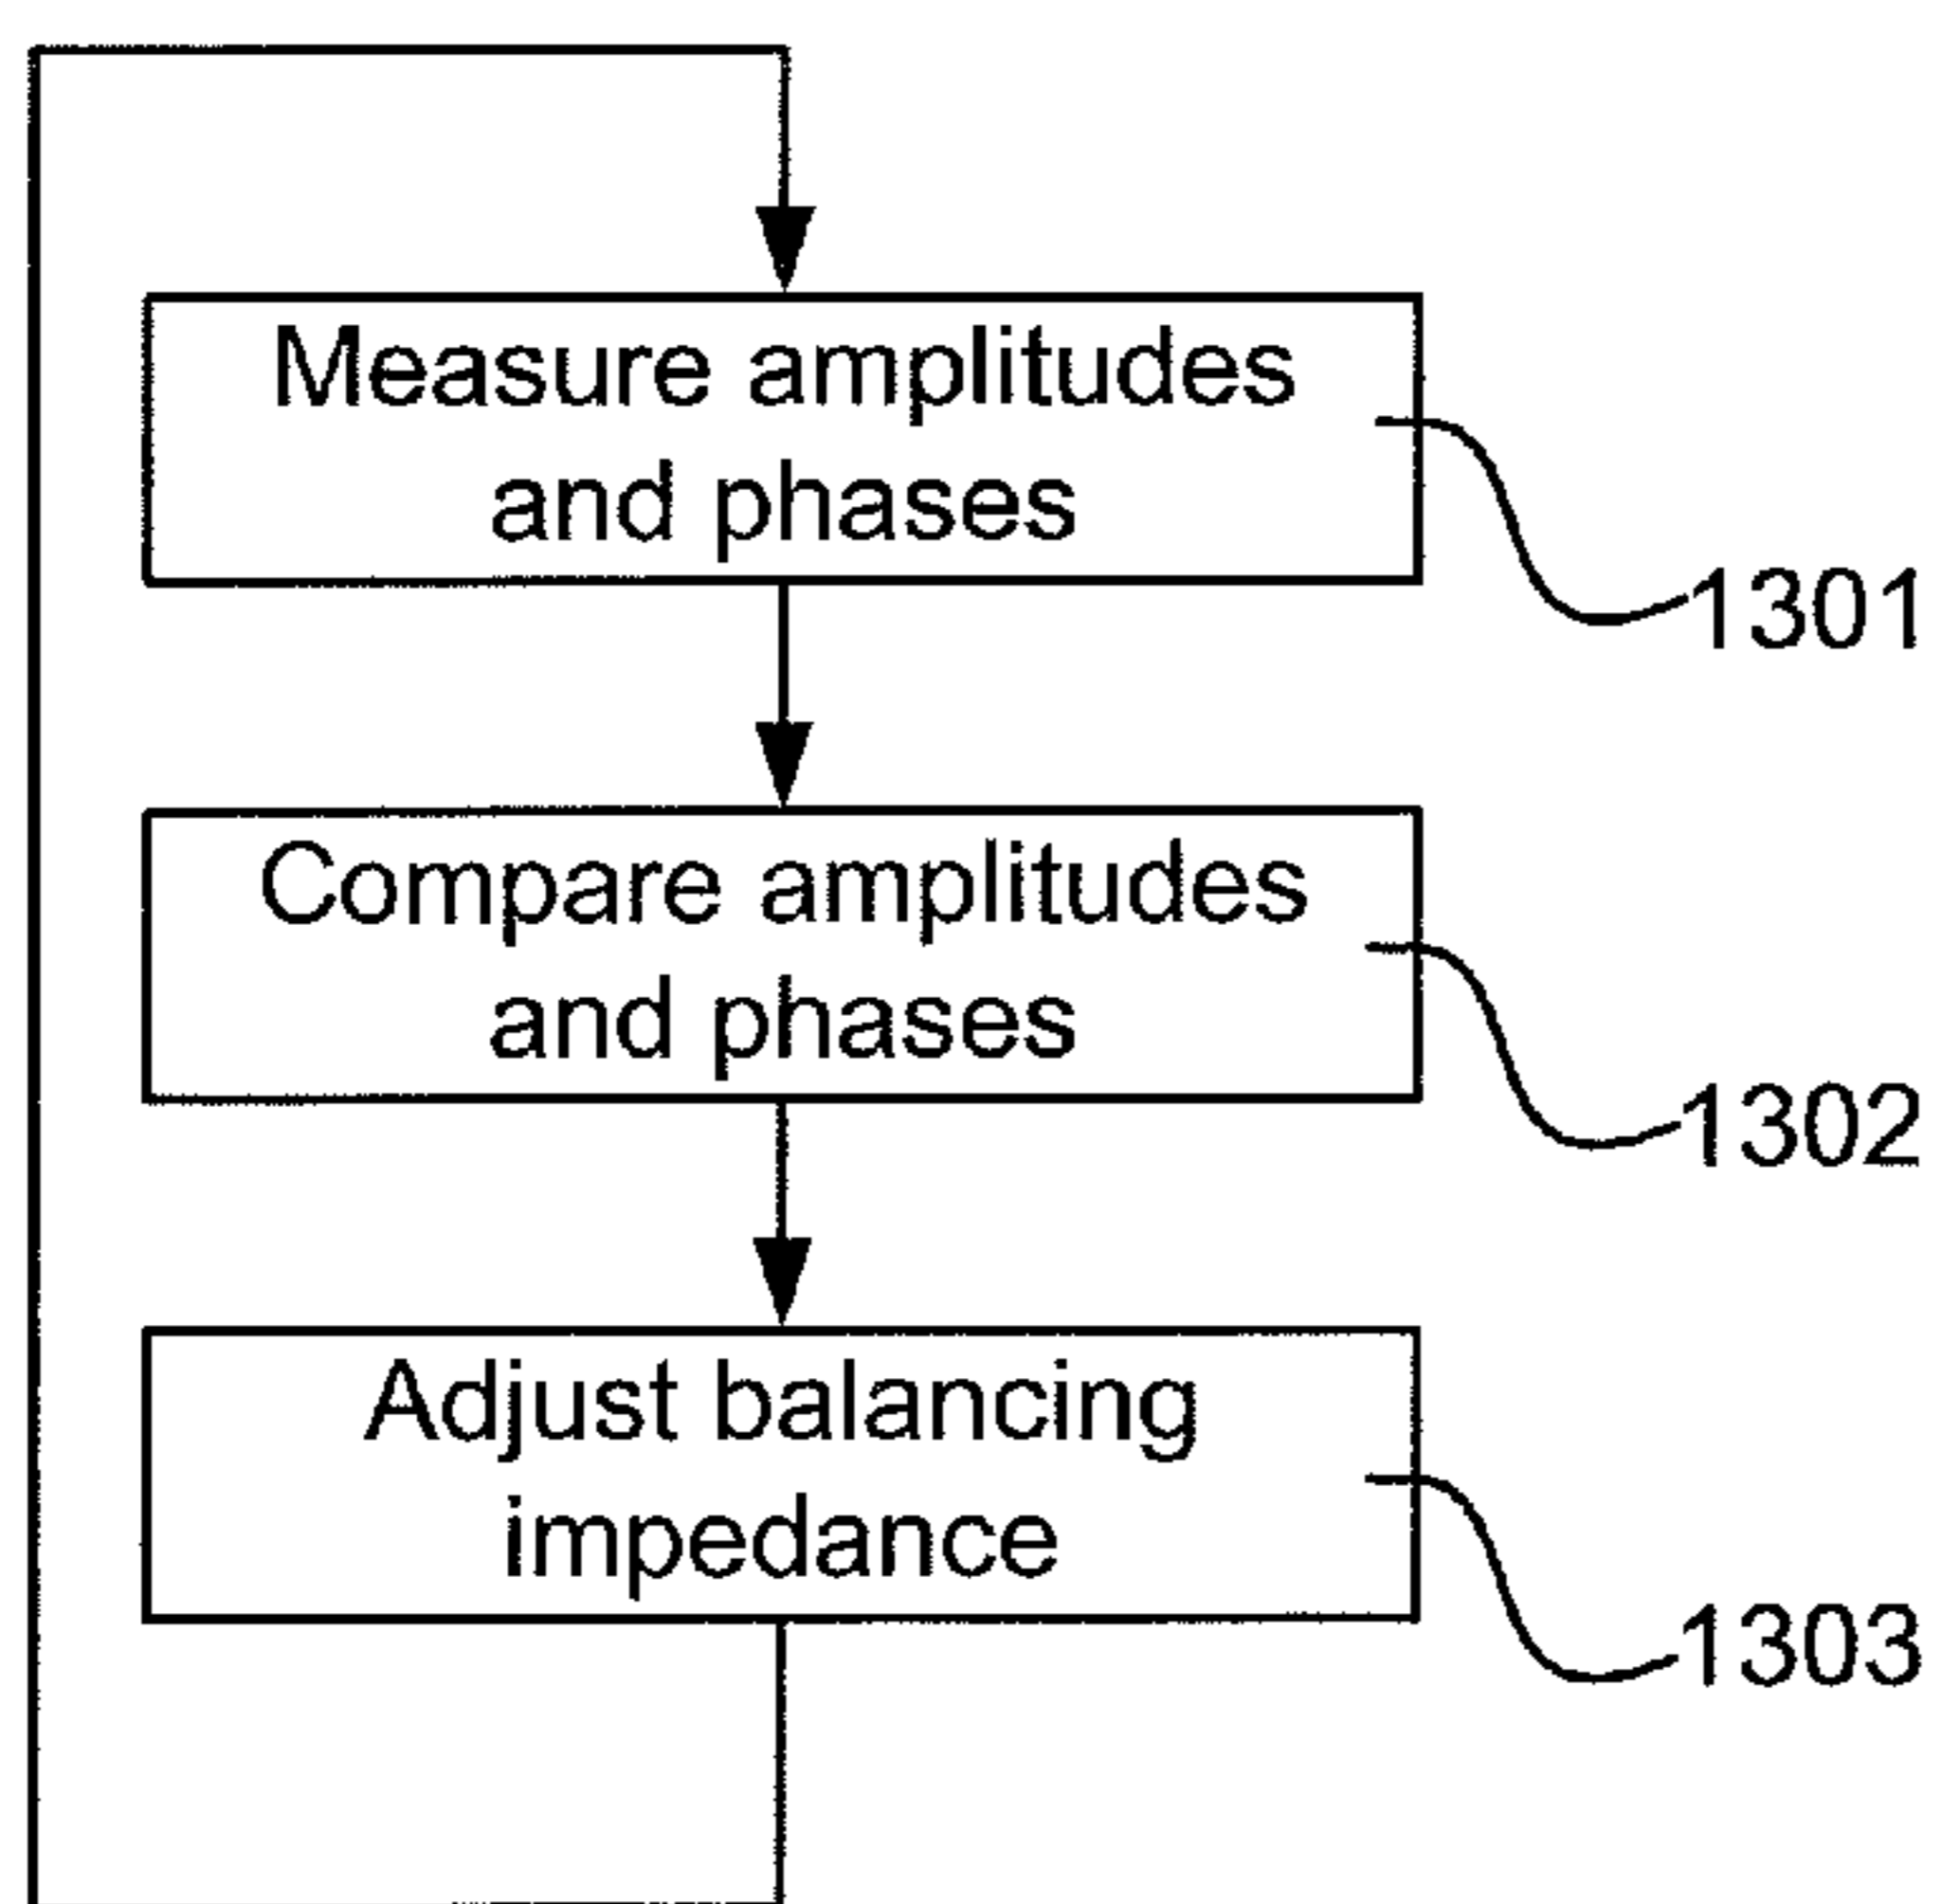 Measure amplitudes
and phases
1301
Compare amplitudes
and phases
1302
Adjust balancing
impedance
1303